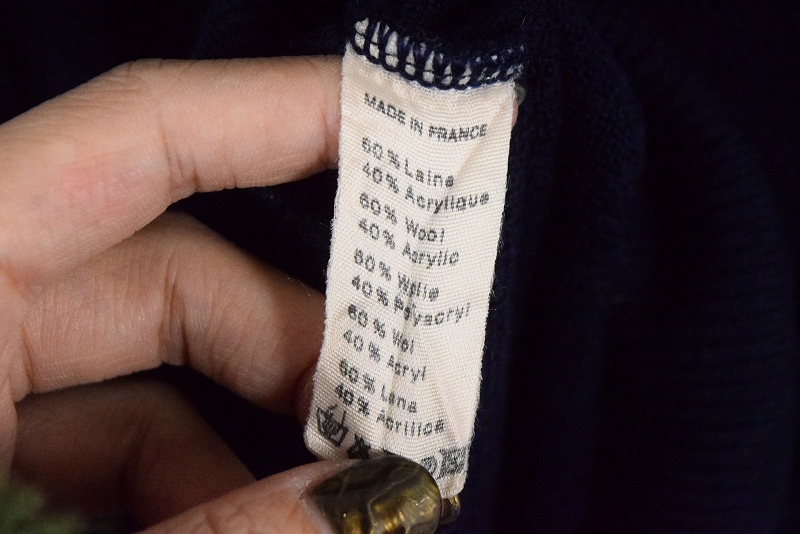 MADE IN FRANCE
60% Laine
40% Acrylique
60% Wool
40% Acrylic
60% Wolle
40% Polyacryl
60% Wol
40% Acryl
60% Lana
40% Acrilica